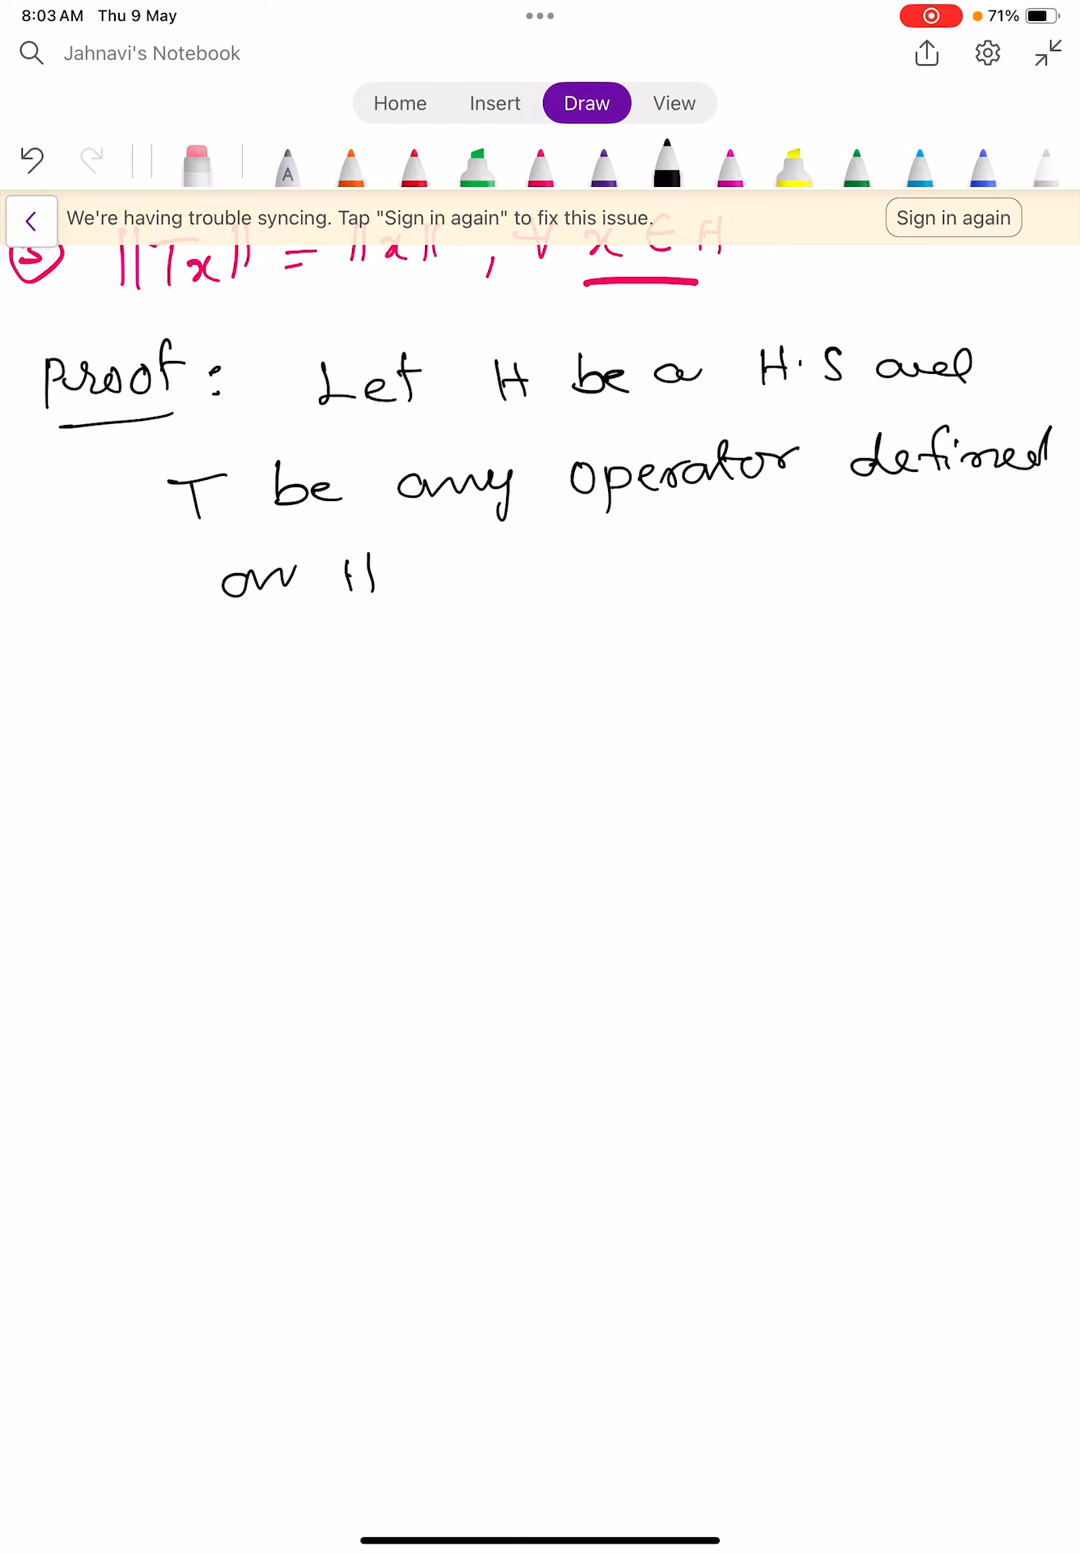 8:03 AM Thu 9 May
71%
Jahnavi's Notebook
Home Insert Draw View
A
We're having trouble syncing. Tap "Sign in again" to fix this issue.
Sign in again
③ ||Tx|| = ||x||, ∀ x ∈ H
Proof: Let H be a H.S and
T be any operator defined
on H